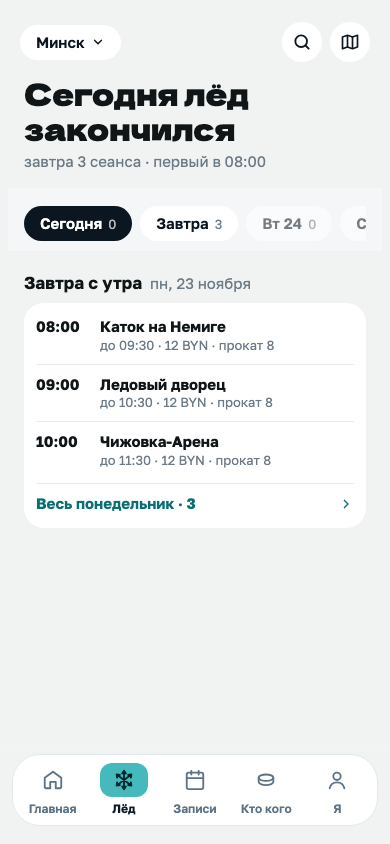 Минск
Сегодня лёд
закончился
завтра 3 сеанса · первый в 08:00
Сегодня 0
Завтра 3
Вт 24 0
С
Завтра с утра пн, 23 ноября
08:00 Каток на Немиге
до 09:30 · 12 BYN · прокат 8
09:00 Ледовый дворец
до 10:30 · 12 BYN · прокат 8
10:00 Чижовка-Арена
до 11:30 · 12 BYN · прокат 8
Весь понедельник · 3
Главная
Лёд
Записи
Кто кого
Я